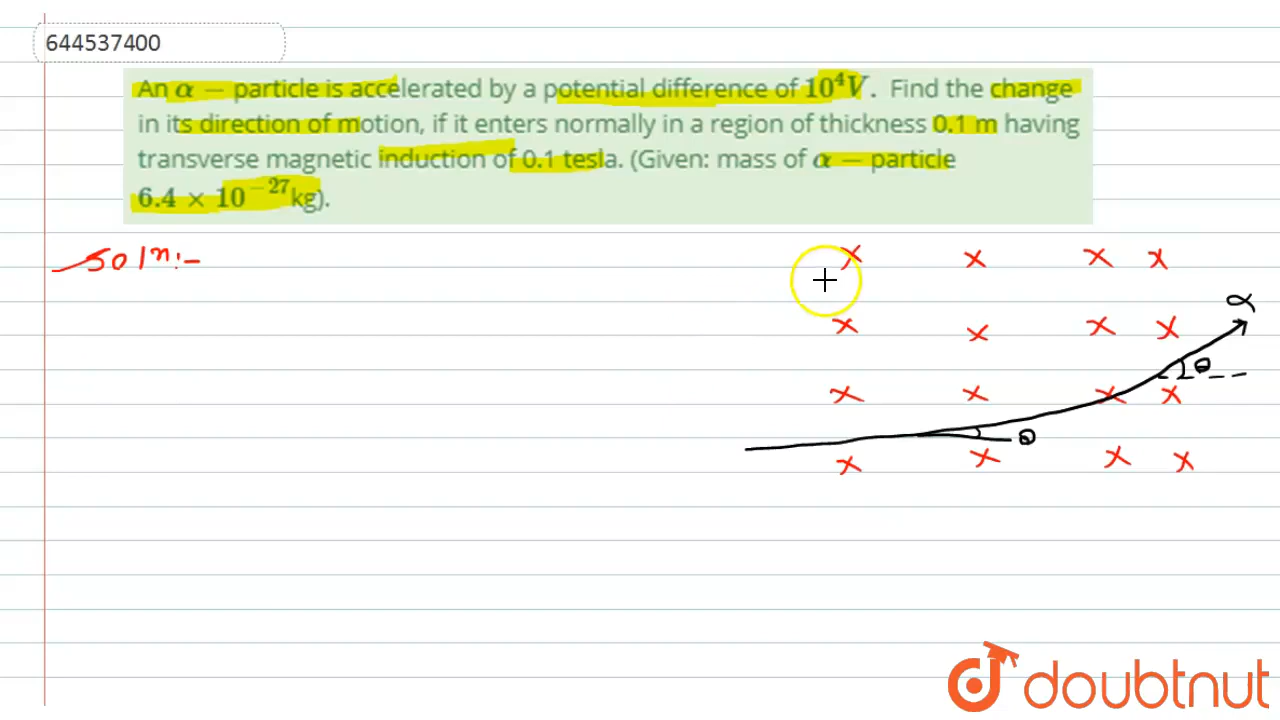 644537400
An α − particle is accelerated by a potential difference of 10⁴V. Find the change
in its direction of motion, if it enters normally in a region of thickness 0.1 m having
transverse magnetic induction of 0.1 tesla. (Given: mass of α − particle
6.4 × 10⁻²⁷kg).
Solⁿ:-
x x x x
α
x x x x
θ
x x x x
θ
x x x x
doubtnut